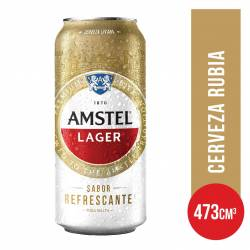 1870
AMSTEL
LAGER
SABOR
REFRESCANTE
CERVEZA RUBIA
473CM³